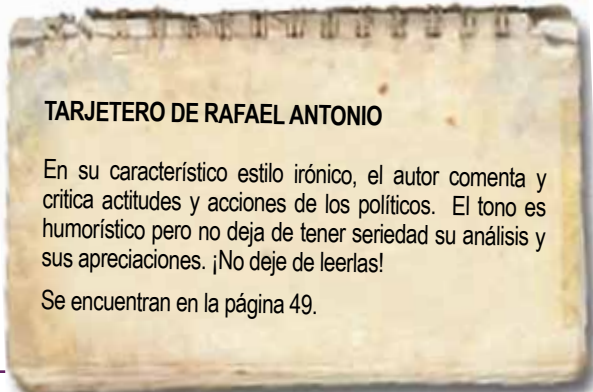 TARJETERO DE RAFAEL ANTONIO
En su característico estilo irónico, el autor comenta y
critica actitudes y acciones de los políticos. El tono es
humorístico pero no deja de tener seriedad su análisis y
sus apreciaciones. ¡No deje de leerlas!
Se encuentran en la página 49.